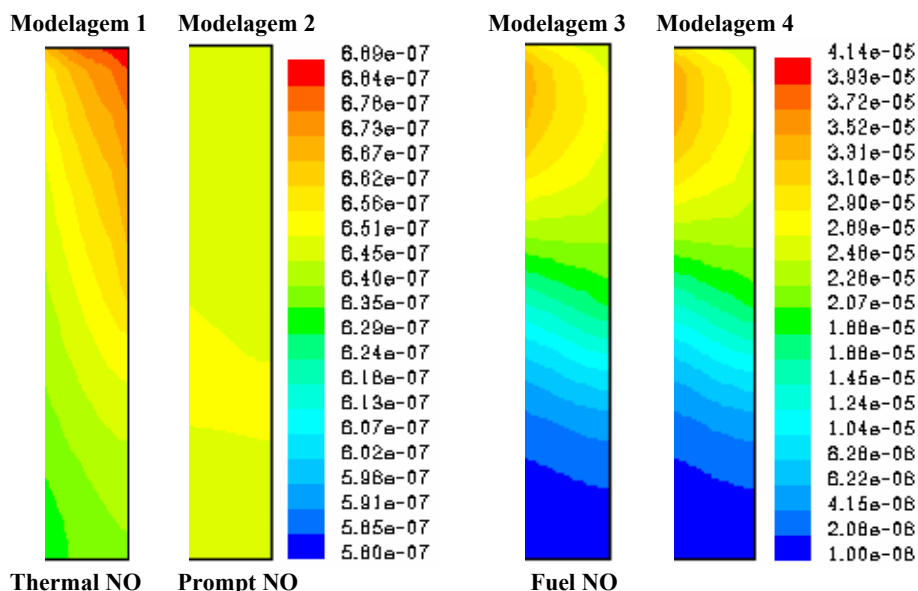 Modelagem 1
Modelagem 2
Modelagem 3
Modelagem 4
6.89e-07
6.84e-07
6.78e-07
6.73e-07
6.67e-07
6.62e-07
6.56e-07
6.51e-07
6.45e-07
6.40e-07
6.35e-07
6.29e-07
6.24e-07
6.18e-07
6.13e-07
6.07e-07
6.02e-07
5.96e-07
5.91e-07
5.85e-07
5.80e-07
4.14e-05
3.93e-05
3.72e-05
3.52e-05
3.31e-05
3.10e-05
2.90e-05
2.69e-05
2.48e-05
2.28e-05
2.07e-05
1.86e-05
1.66e-05
1.45e-05
1.24e-05
1.04e-05
8.28e-06
6.22e-06
4.15e-06
2.08e-06
Thermal NO
Prompt NO
Fuel NO